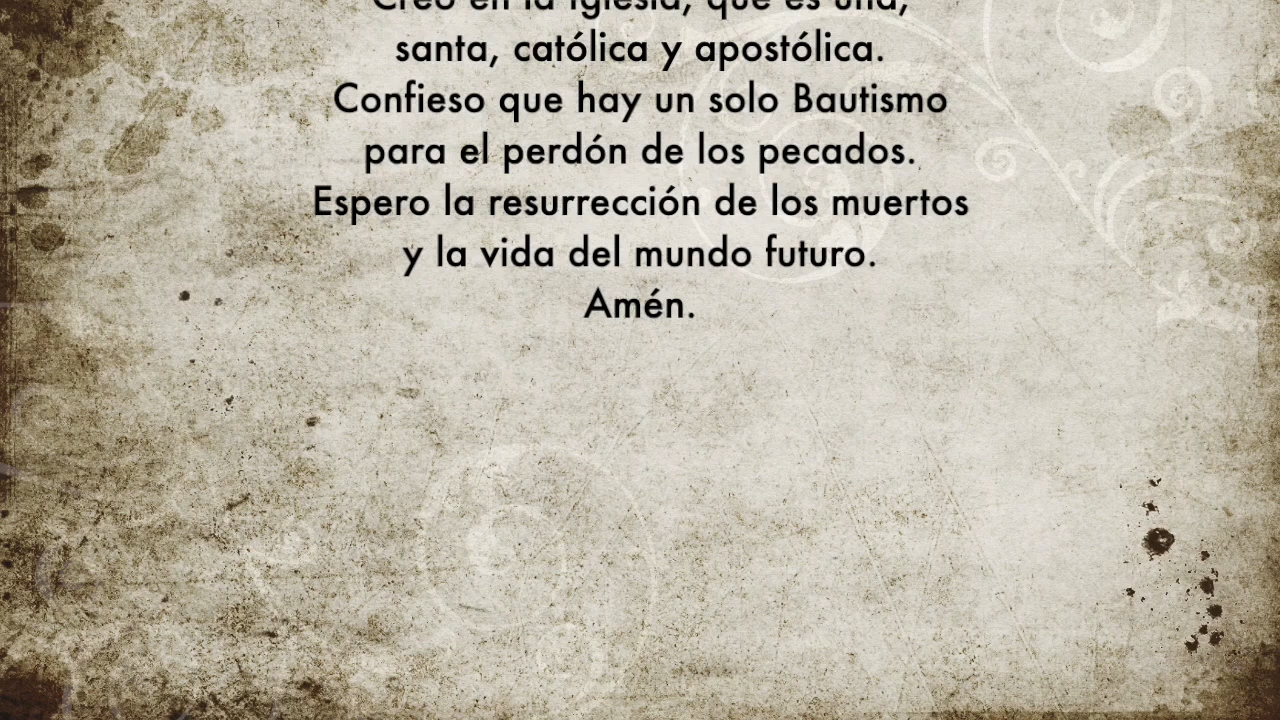 Creo en la Iglesia, que es una,
santa, católica y apostólica.
Confieso que hay un solo Bautismo
para el perdón de los pecados.
Espero la resurrección de los muertos
y la vida del mundo futuro.
Amén.